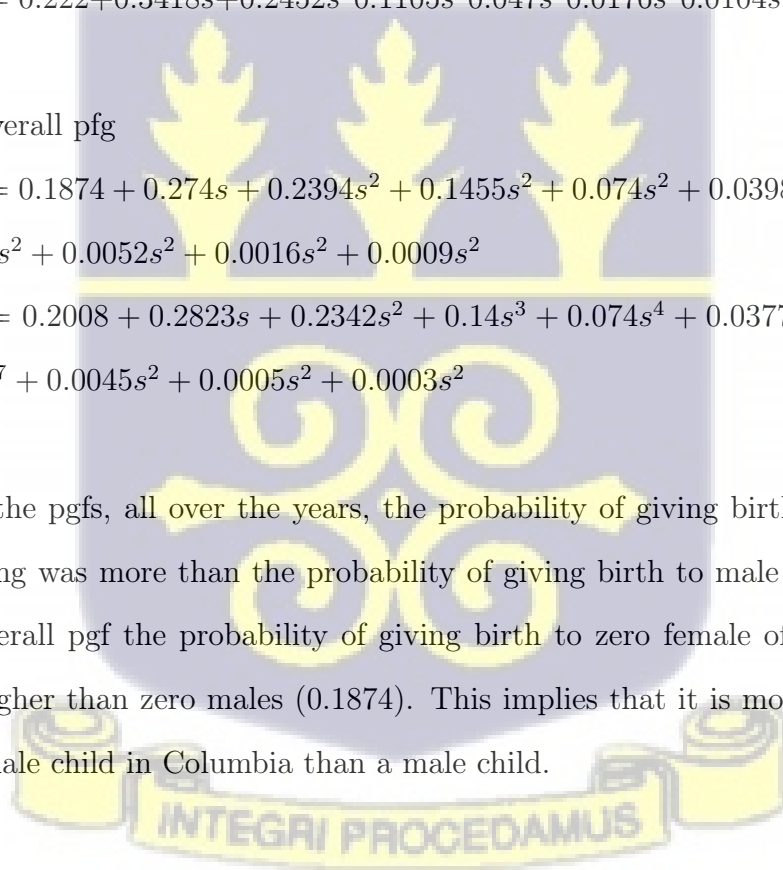 = 0.222+0.3418s+0.2452s 0.1105s 0.047s 0.0176s 0.0104s
verall pfg
= 0.1874 + 0.274s + 0.2394s² + 0.1455s² + 0.074s² + 0.0398
s² + 0.0052s² + 0.0016s² + 0.0009s²
= 0.2008 + 0.2823s + 0.2342s² + 0.14s³ + 0.074s⁴ + 0.0377
⁷ + 0.0045s² + 0.0005s² + 0.0003s²
the pgfs, all over the years, the probability of giving birt
ng was more than the probability of giving birth to male
erall pgf the probability of giving birth to zero female of
gher than zero males (0.1874). This implies that it is mo
ale child in Columbia than a male child.
INTEGRI PROCEDAMUS